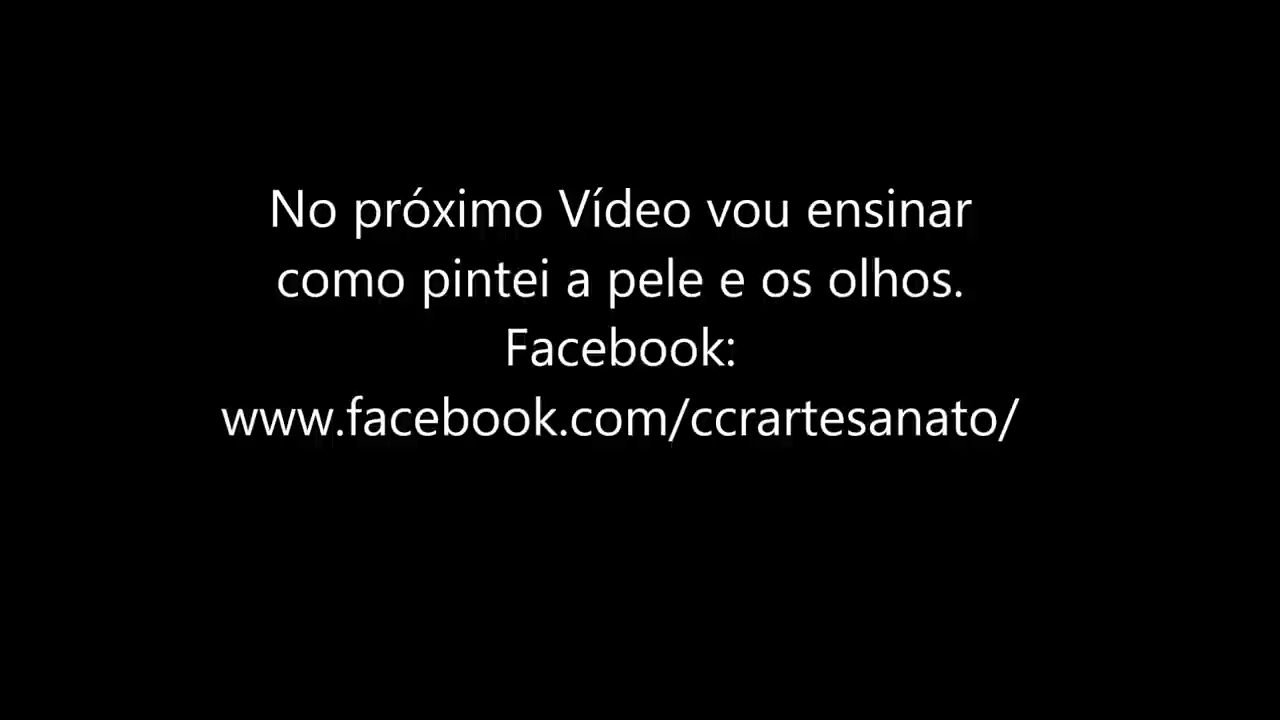 No próximo Vídeo vou ensinar
como pintei a pele e os olhos.
Facebook:
www.facebook.com/ccrartesanato/